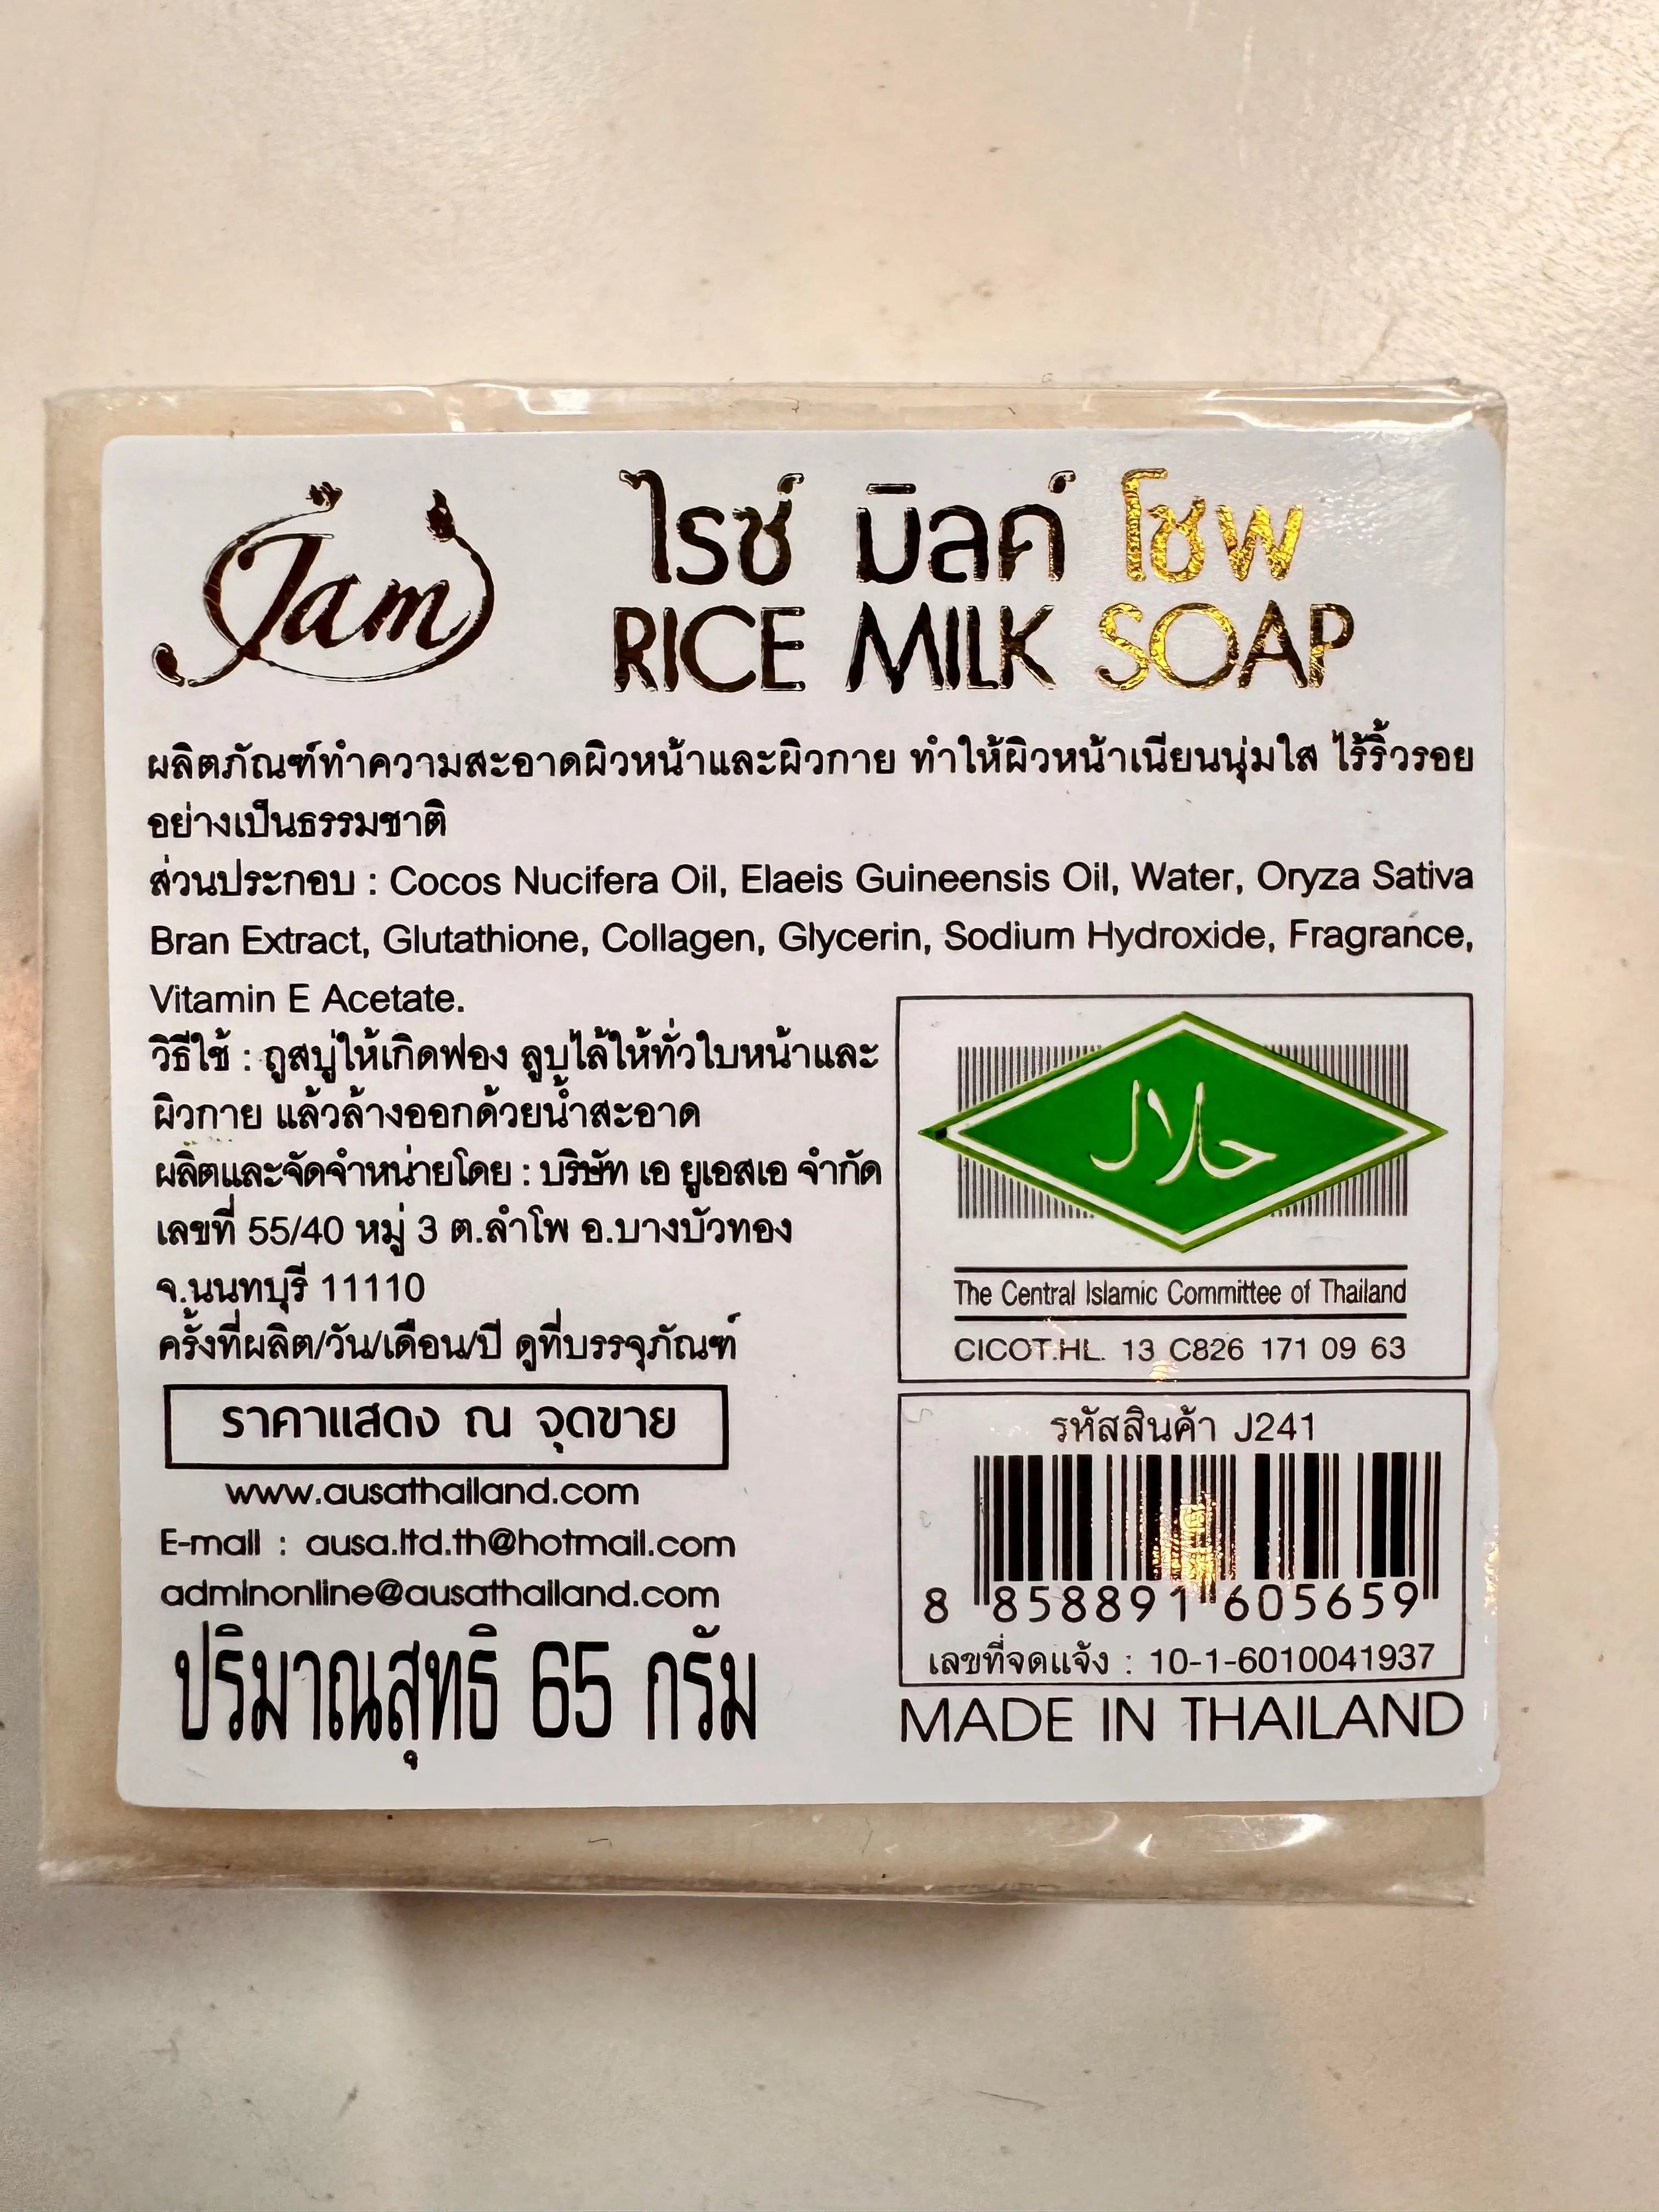 Jam
ไรซ์ มิลค์ โซพ
RICE MILK SOAP
ผลิตภัณฑ์ทำความสะอาดผิวหน้าและผิวกาย ทำให้ผิวหน้าเนียนนุ่มใส ไร้ริ้วรอย
อย่างเป็นธรรมชาติ
ส่วนประกอบ : Cocos Nucifera Oil, Elaeis Guineensis Oil, Water, Oryza Sativa
Bran Extract, Glutathione, Collagen, Glycerin, Sodium Hydroxide, Fragrance,
Vitamin E Acetate.
วิธีใช้ : ถูสบู่ให้เกิดฟอง ลูบไล้ให้ทั่วใบหน้าและ
ผิวกาย แล้วล้างออกด้วยน้ำสะอาด
ผลิตและจัดจำหน่ายโดย : บริษัท เอ ยูเอสเอ จำกัด
เลขที่ 55/40 หมู่ 3 ต.ลำโพ อ.บางบัวทอง
จ.นนทบุรี 11110
ครั้งที่ผลิต/วัน/เดือน/ปี ดูที่บรรจุภัณฑ์
ราคาแสดง ณ จุดขาย
www.ausathailand.com
E-mail : ausa.ltd.th@hotmail.com
adminonline@ausathailand.com
ปริมาณสุทธิ 65 กรัม
حلال
The Central Islamic Committee of Thailand
CICOT.HL. 13 C826 171 09 63
รหัสสินค้า J241
8 858891 605659
เลขที่จดแจ้ง : 10-1-6010041937
MADE IN THAILAND